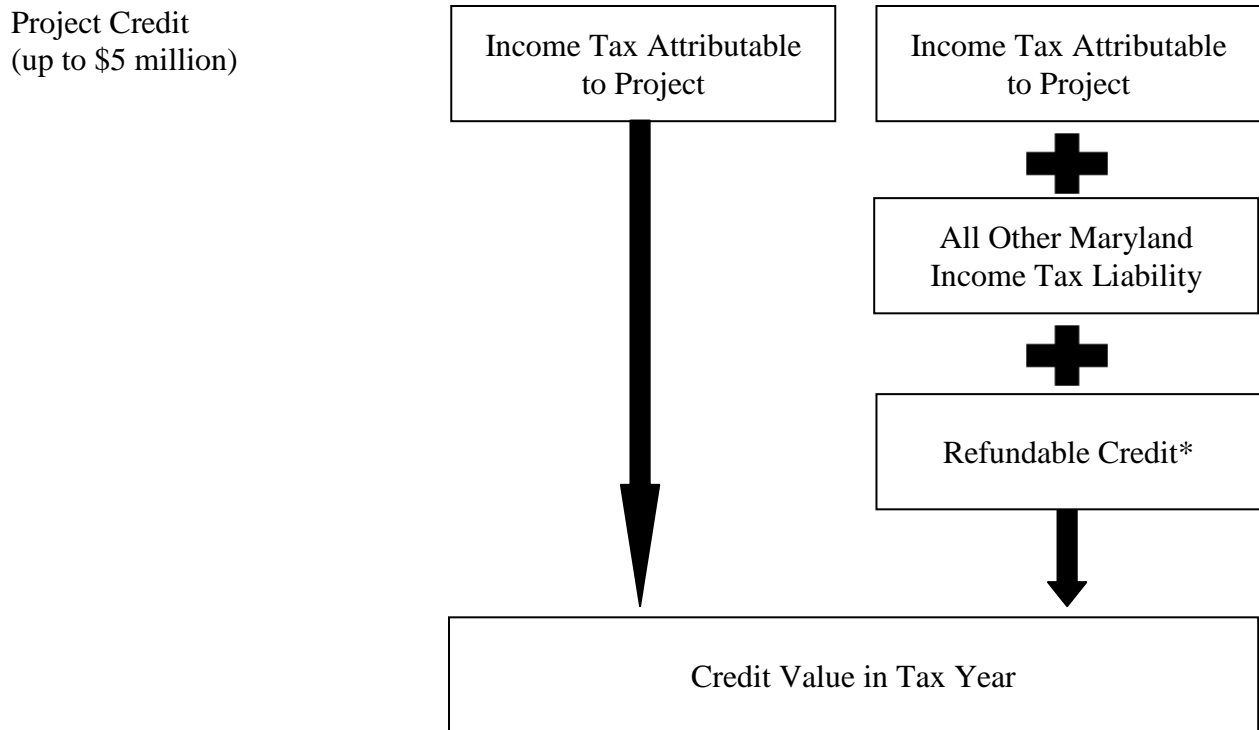 Project Credit
(up to $5 million)
Income Tax Attributable
to Project
Income Tax Attributable
to Project
All Other Maryland
Income Tax Liability
Refundable Credit*
Credit Value in Tax Year